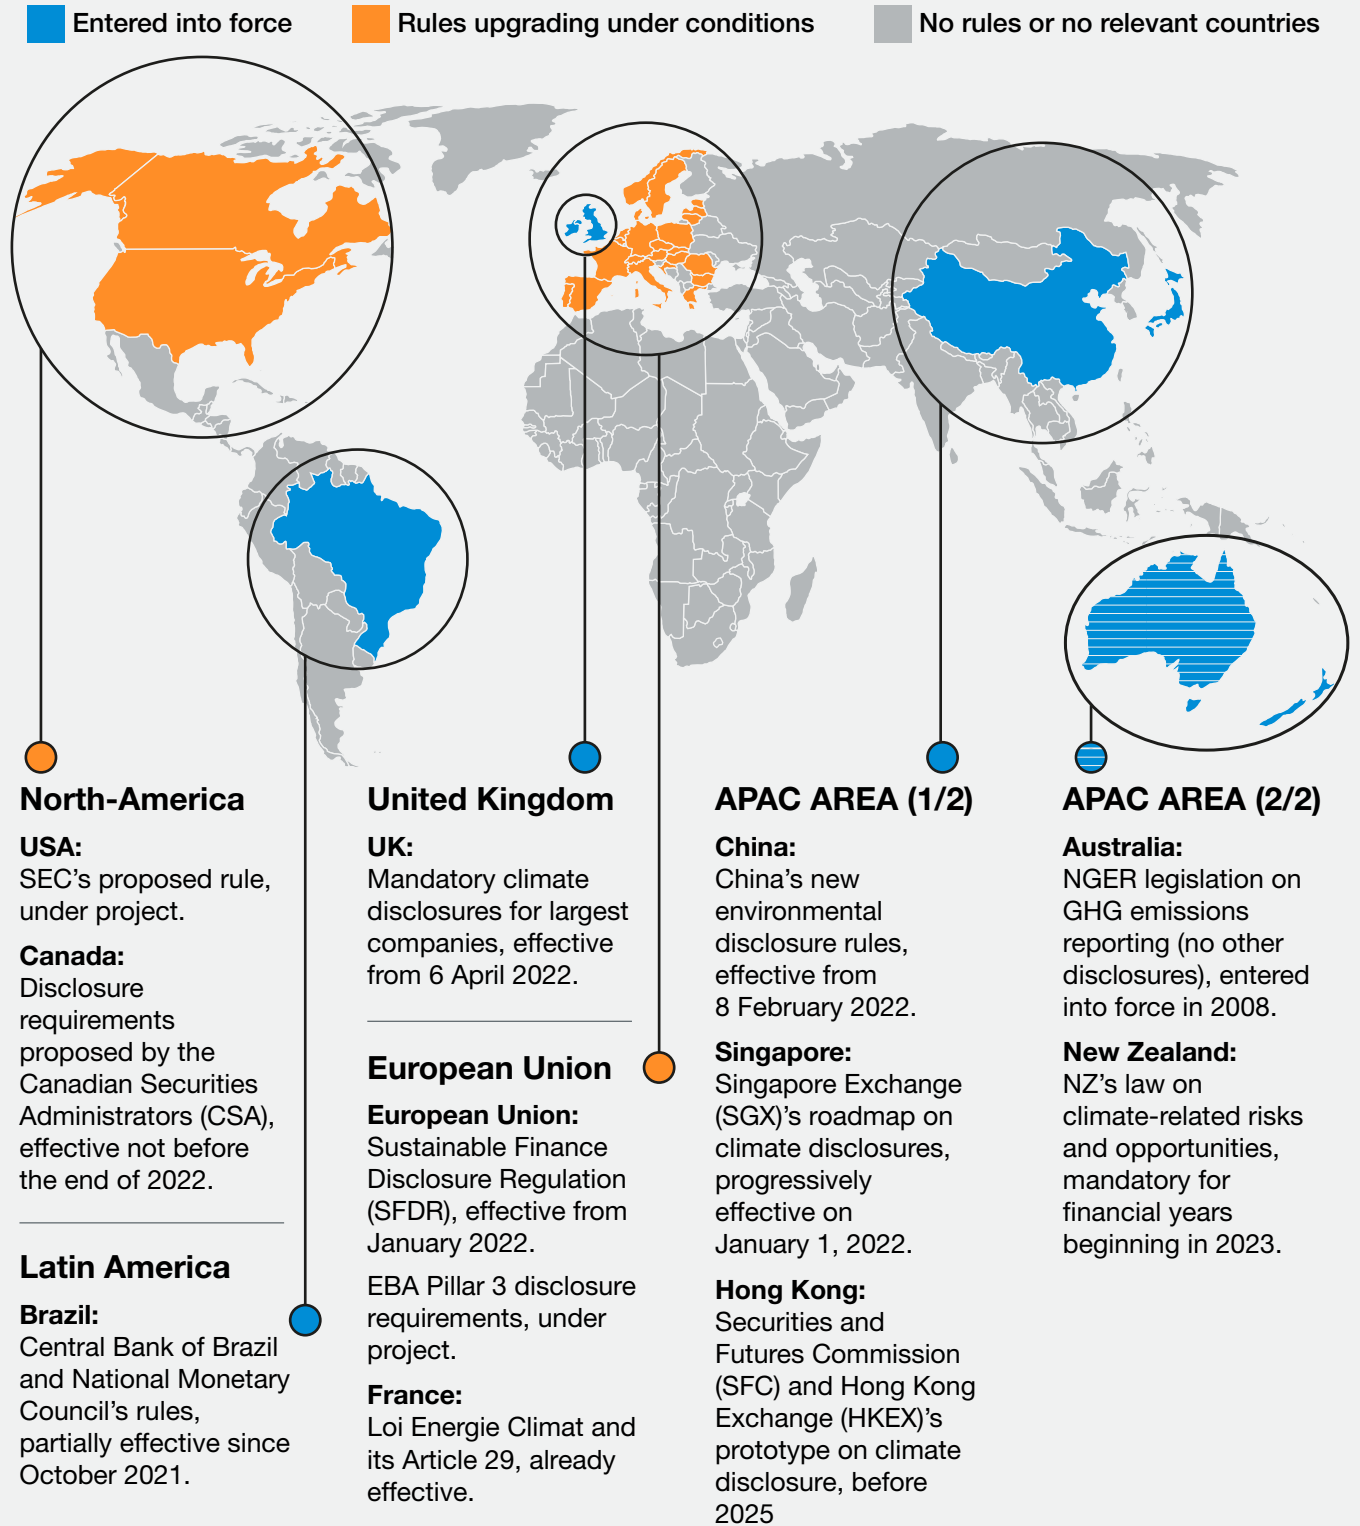 Entered into force
Rules upgrading under conditions
No rules or no relevant countries
North-America
USA:
SEC’s proposed rule,
under project.
Canada:
Disclosure
requirements
proposed by the
Canadian Securities
Administrators (CSA),
effective not before
the end of 2022.
Latin America
Brazil:
Central Bank of Brazil
and National Monetary
Council’s rules,
partially effective since
October 2021.
United Kingdom
UK:
Mandatory climate
disclosures for largest
companies, effective
from 6 April 2022.
European Union
European Union:
Sustainable Finance
Disclosure Regulation
(SFDR), effective from
January 2022.
EBA Pillar 3 disclosure
requirements, under
project.
France:
Loi Energie Climat and
its Article 29, already
effective.
APAC AREA (1/2)
China:
China’s new
environmental
disclosure rules,
effective from
8 February 2022.
Singapore:
Singapore Exchange
(SGX)’s roadmap on
climate disclosures,
progressively
effective on
January 1, 2022.
Hong Kong:
Securities and
Futures Commission
(SFC) and Hong Kong
Exchange (HKEX)’s
prototype on climate
disclosure, before
2025
APAC AREA (2/2)
Australia:
NGER legislation on
GHG emissions
reporting (no other
disclosures), entered
into force in 2008.
New Zealand:
NZ’s law on
climate-related risks
and opportunities,
mandatory for
financial years
beginning in 2023.